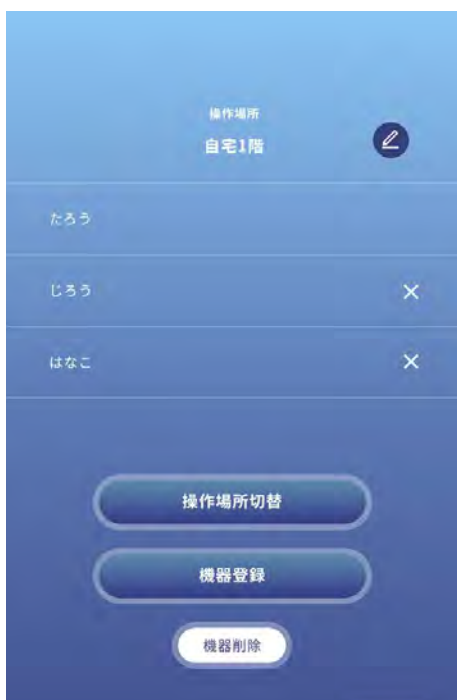 操作場所
自宅1階
たろう
じろう
はなこ
操作場所切替
機器登録
機器削除